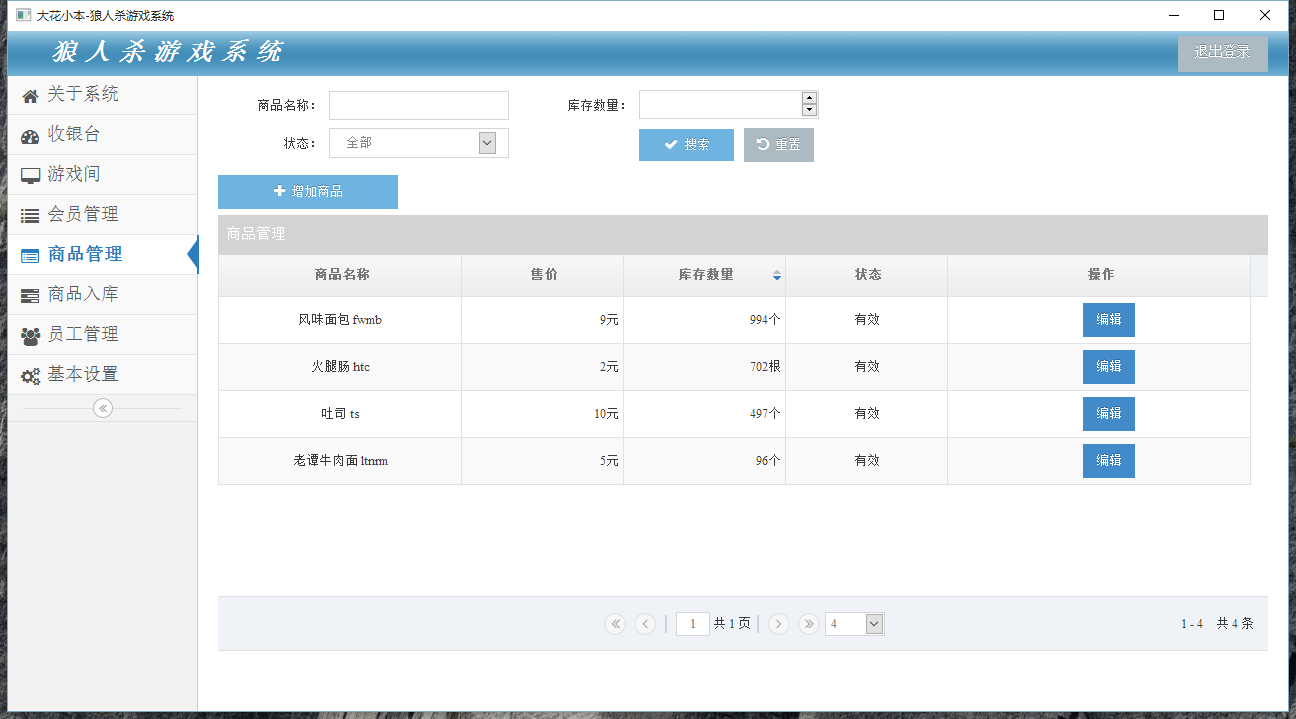 大花小本-狼人杀游戏系统
狼人杀游戏系统
退出登录
关于系统
收银台
游戏间
会员管理
商品管理
商品入库
员工管理
基本设置
商品名称：
库存数量：
状态： 全部
搜索 重置
增加商品
商品管理
商品名称 售价 库存数量 状态 操作
风味面包 fwmb 9元 994个 有效 编辑
火腿肠 htc 2元 702根 有效 编辑
吐司 ts 10元 497个 有效 编辑
老谭牛肉面 ltnrm 5元 96个 有效 编辑
1 共 1 页 4 1 - 4 共 4 条